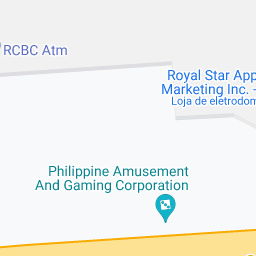 RCBC Atm
Royal Star App
Marketing Inc. -
Loja de eletrodom
Philippine Amusement
And Gaming Corporation